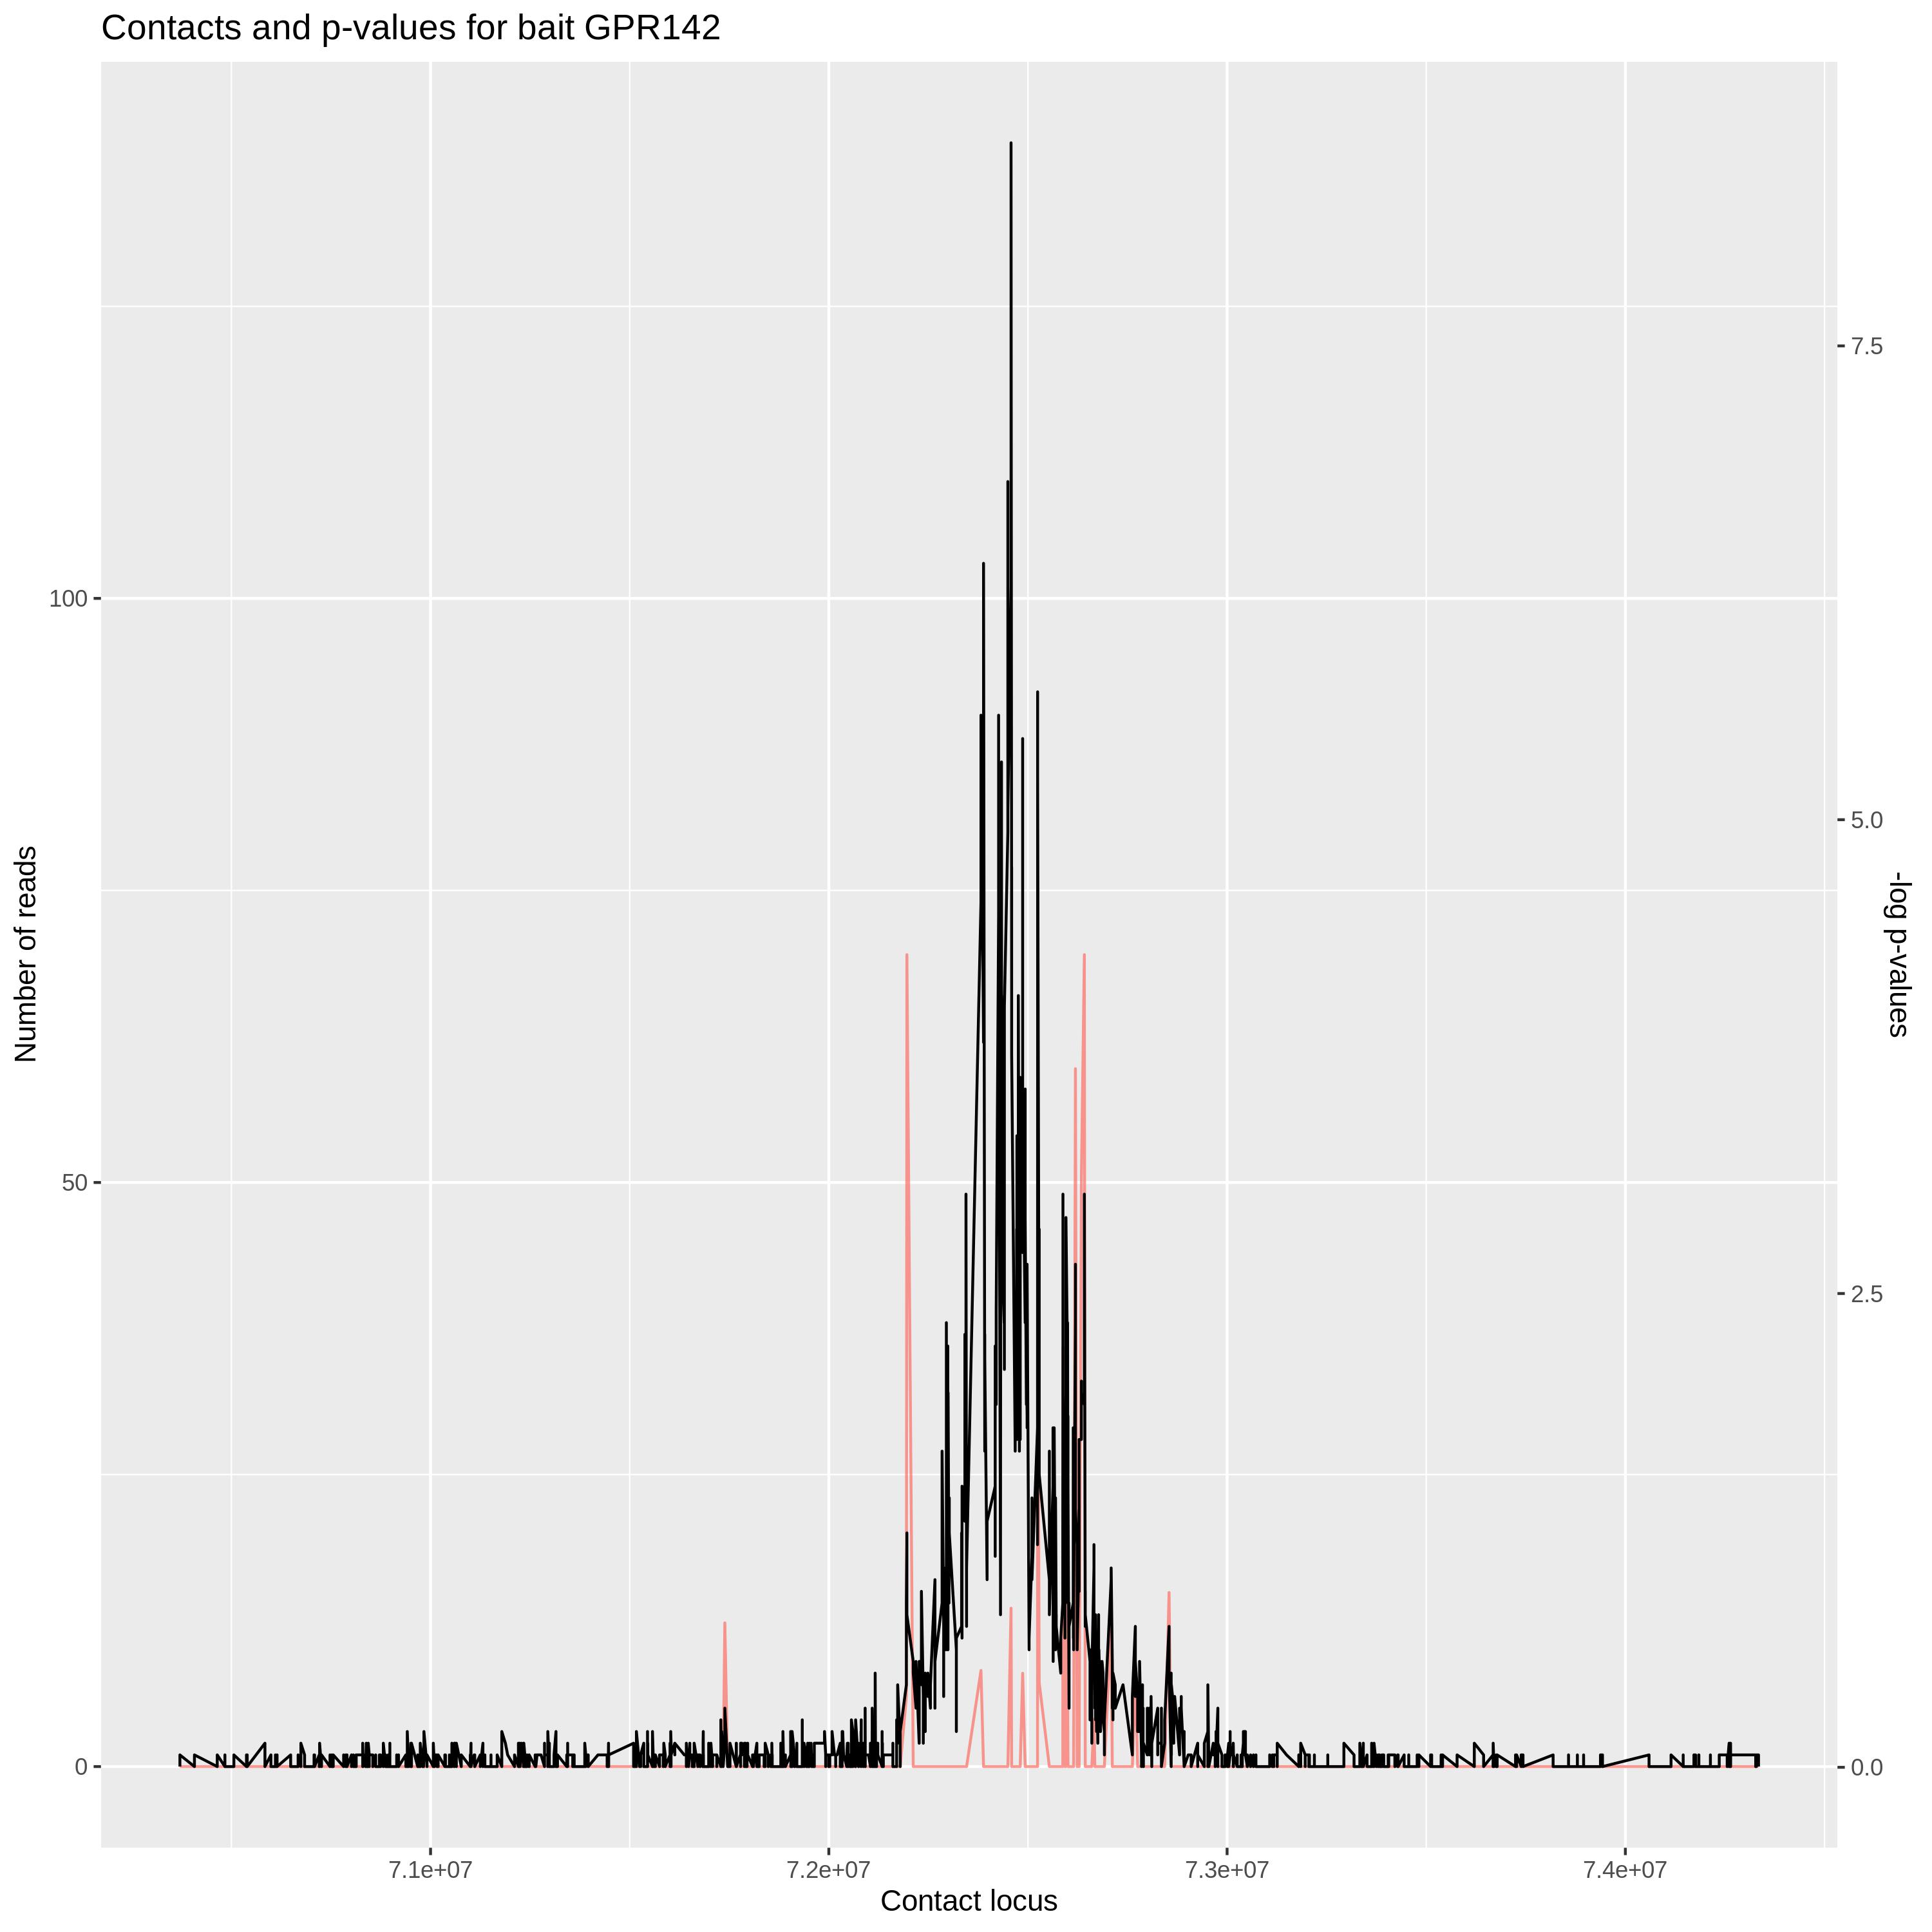 Contacts and p-values for bait GPR142
Number of reads
100
50
0
7.5
5.0
2.5
0.0
-log p-values
7.1e+07
7.2e+07
7.3e+07
7.4e+07
Contact locus